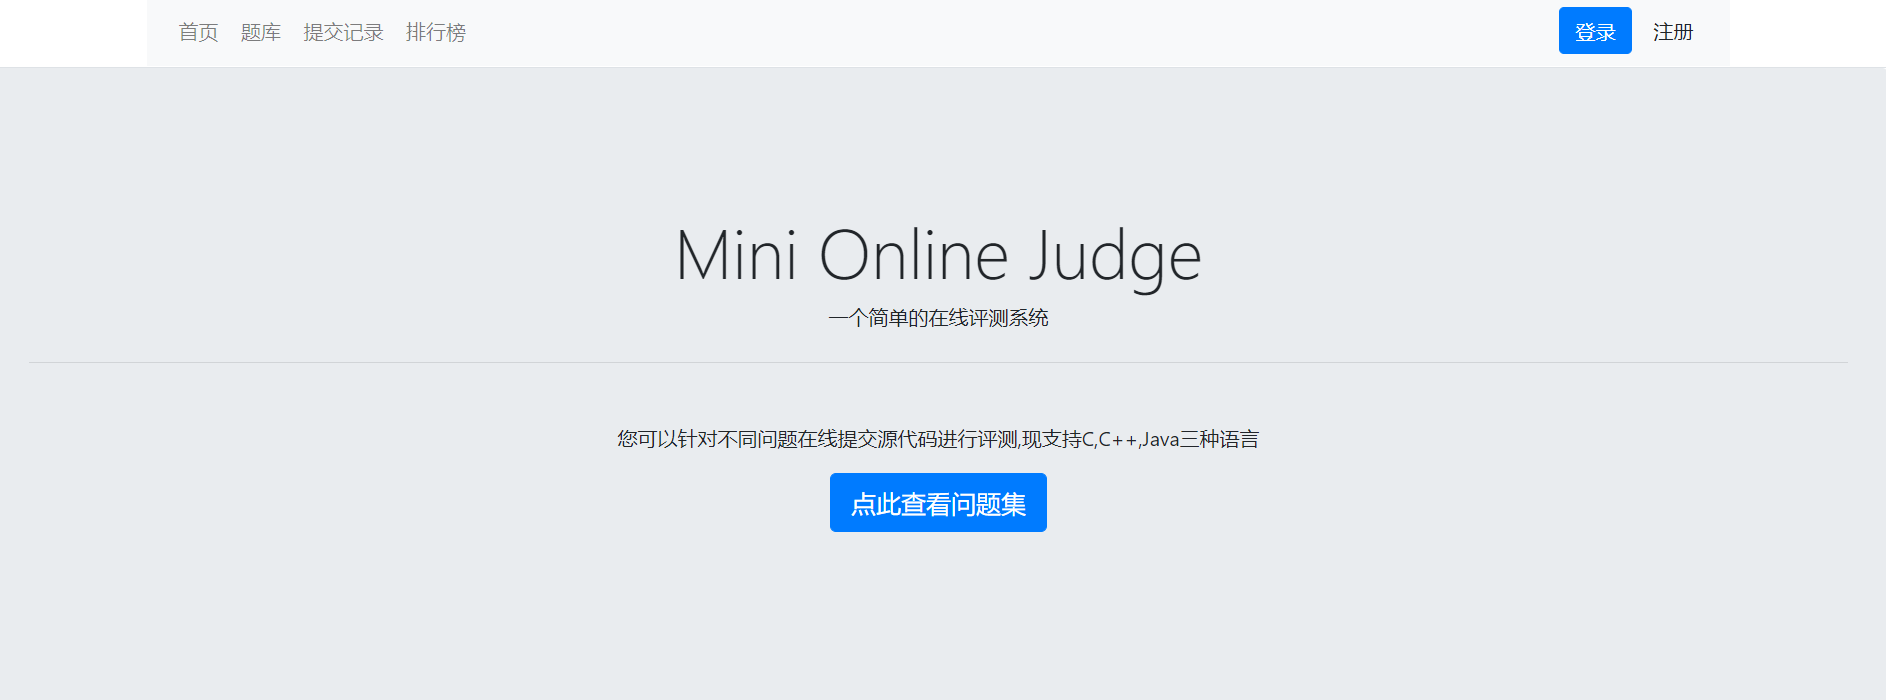 首页 题库 提交记录 排行榜 登录 注册
Mini Online Judge
一个简单的在线评测系统
您可以针对不同问题在线提交源代码进行评测,现支持C,C++,Java三种语言
点此查看问题集